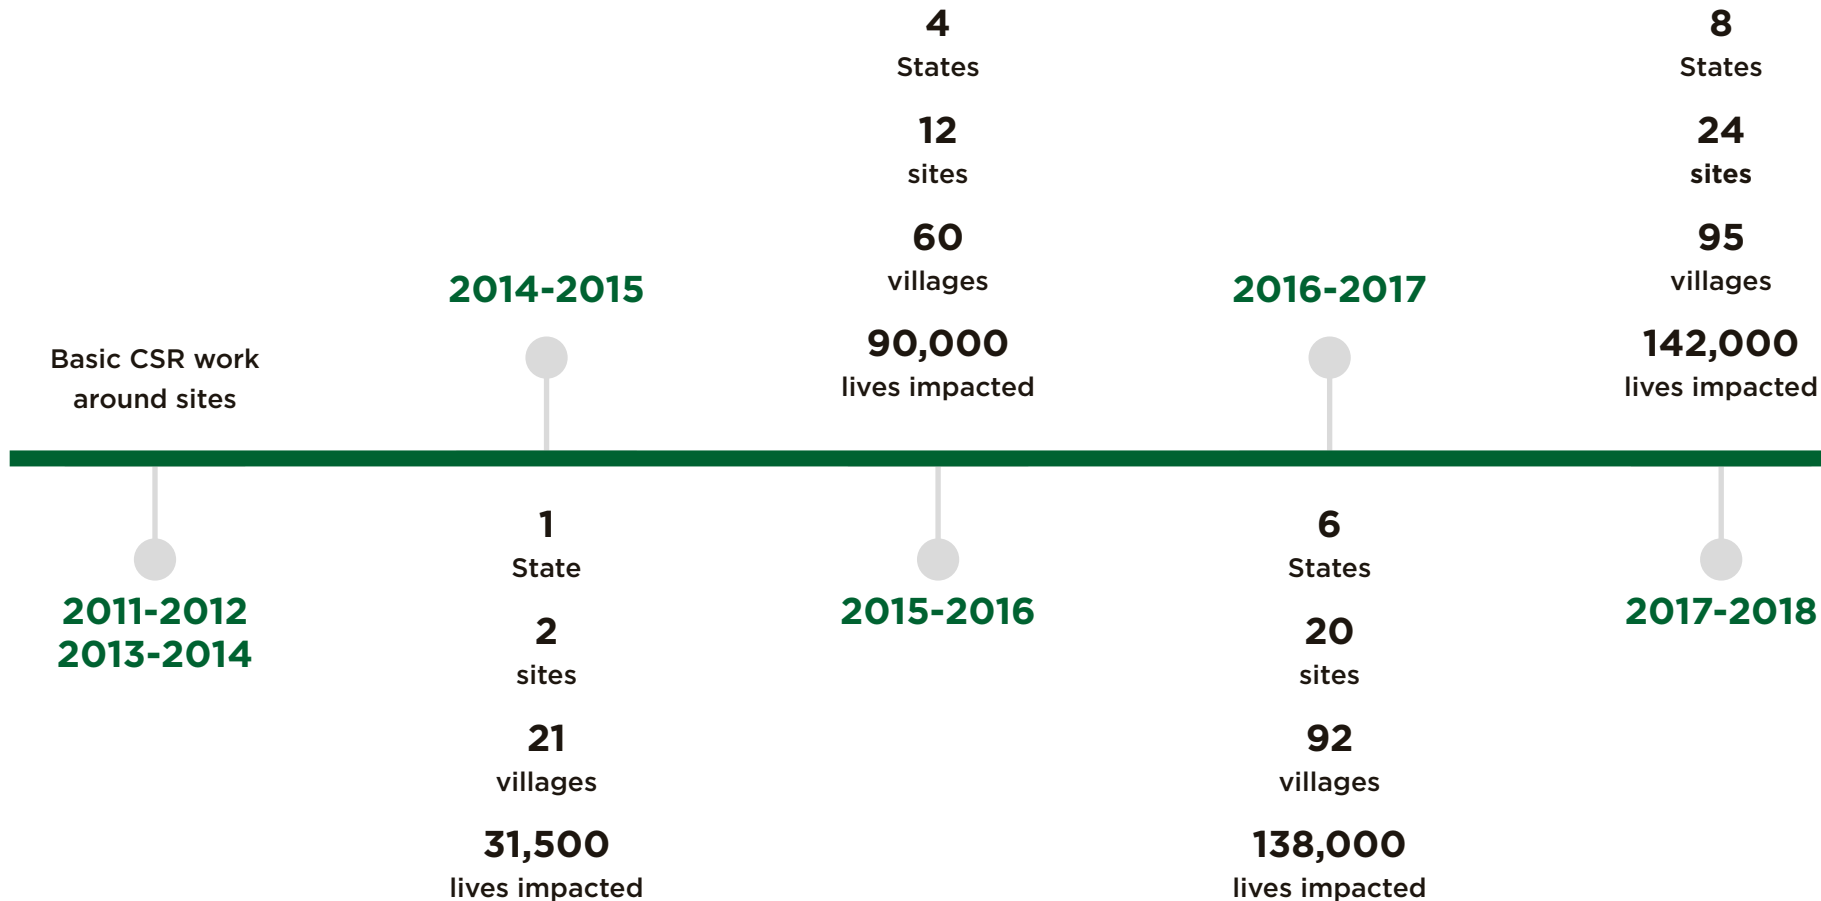 Basic CSR work
around sites
2011-2012
2013-2014
2014-2015
1
State
2
sites
21
villages
31,500
lives impacted
4
States
12
sites
60
villages
90,000
lives impacted
2015-2016
2016-2017
6
States
20
sites
92
villages
138,000
lives impacted
8
States
24
sites
95
villages
142,000
lives impacted
2017-2018